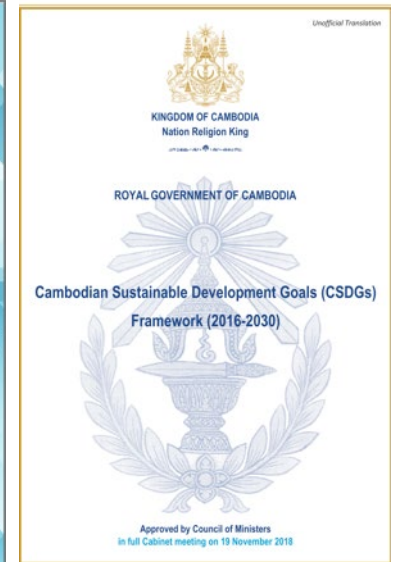 Unofficial Translation
KINGDOM OF CAMBODIA
Nation Religion King
ROYAL GOVERNMENT OF CAMBODIA
Cambodian Sustainable Development Goals (CSDGs)
Framework (2016-2030)
Approved by Council of Ministers
in full Cabinet meeting on 19 November 2018